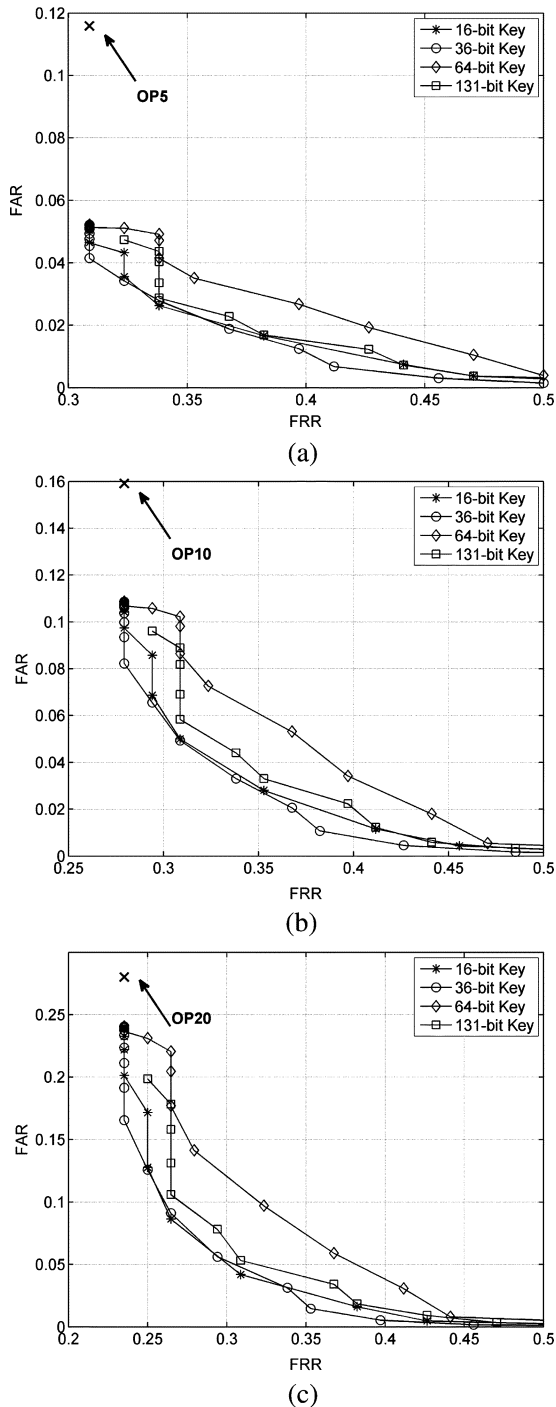 0.12
0.1
0.08
0.06
0.04
0.02
0
FAR
OP5
16-bit Key
36-bit Key
64-bit Key
131-bit Key
0.3 0.35 0.4 0.45 0.5
FRR
(a)
0.16
0.14
0.12
0.1
0.08
0.06
0.04
0.02
0
FAR
OP10
16-bit Key
36-bit Key
64-bit Key
131-bit Key
0.25 0.3 0.35 0.4 0.45 0.5
FRR
(b)
0.25
0.2
0.15
0.1
0.05
0
FAR
OP20
16-bit Key
36-bit Key
64-bit Key
131-bit Key
0.2 0.25 0.3 0.35 0.4 0.45 0.5
FRR
(c)